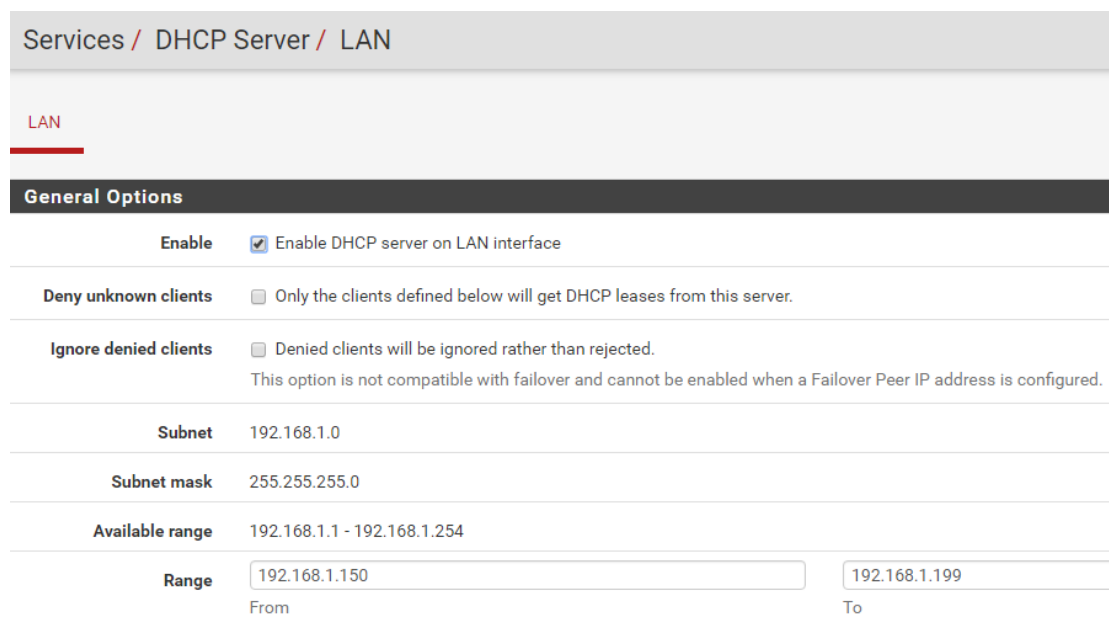 Services / DHCP Server / LAN
LAN
General Options
Enable Enable DHCP server on LAN interface
Deny unknown clients Only the clients defined below will get DHCP leases from this server.
Ignore denied clients Denied clients will be ignored rather than rejected.
This option is not compatible with failover and cannot be enabled when a Failover Peer IP address is configured.
Subnet 192.168.1.0
Subnet mask 255.255.255.0
Available range 192.168.1.1 - 192.168.1.254
Range 192.168.1.150 192.168.1.199
From To